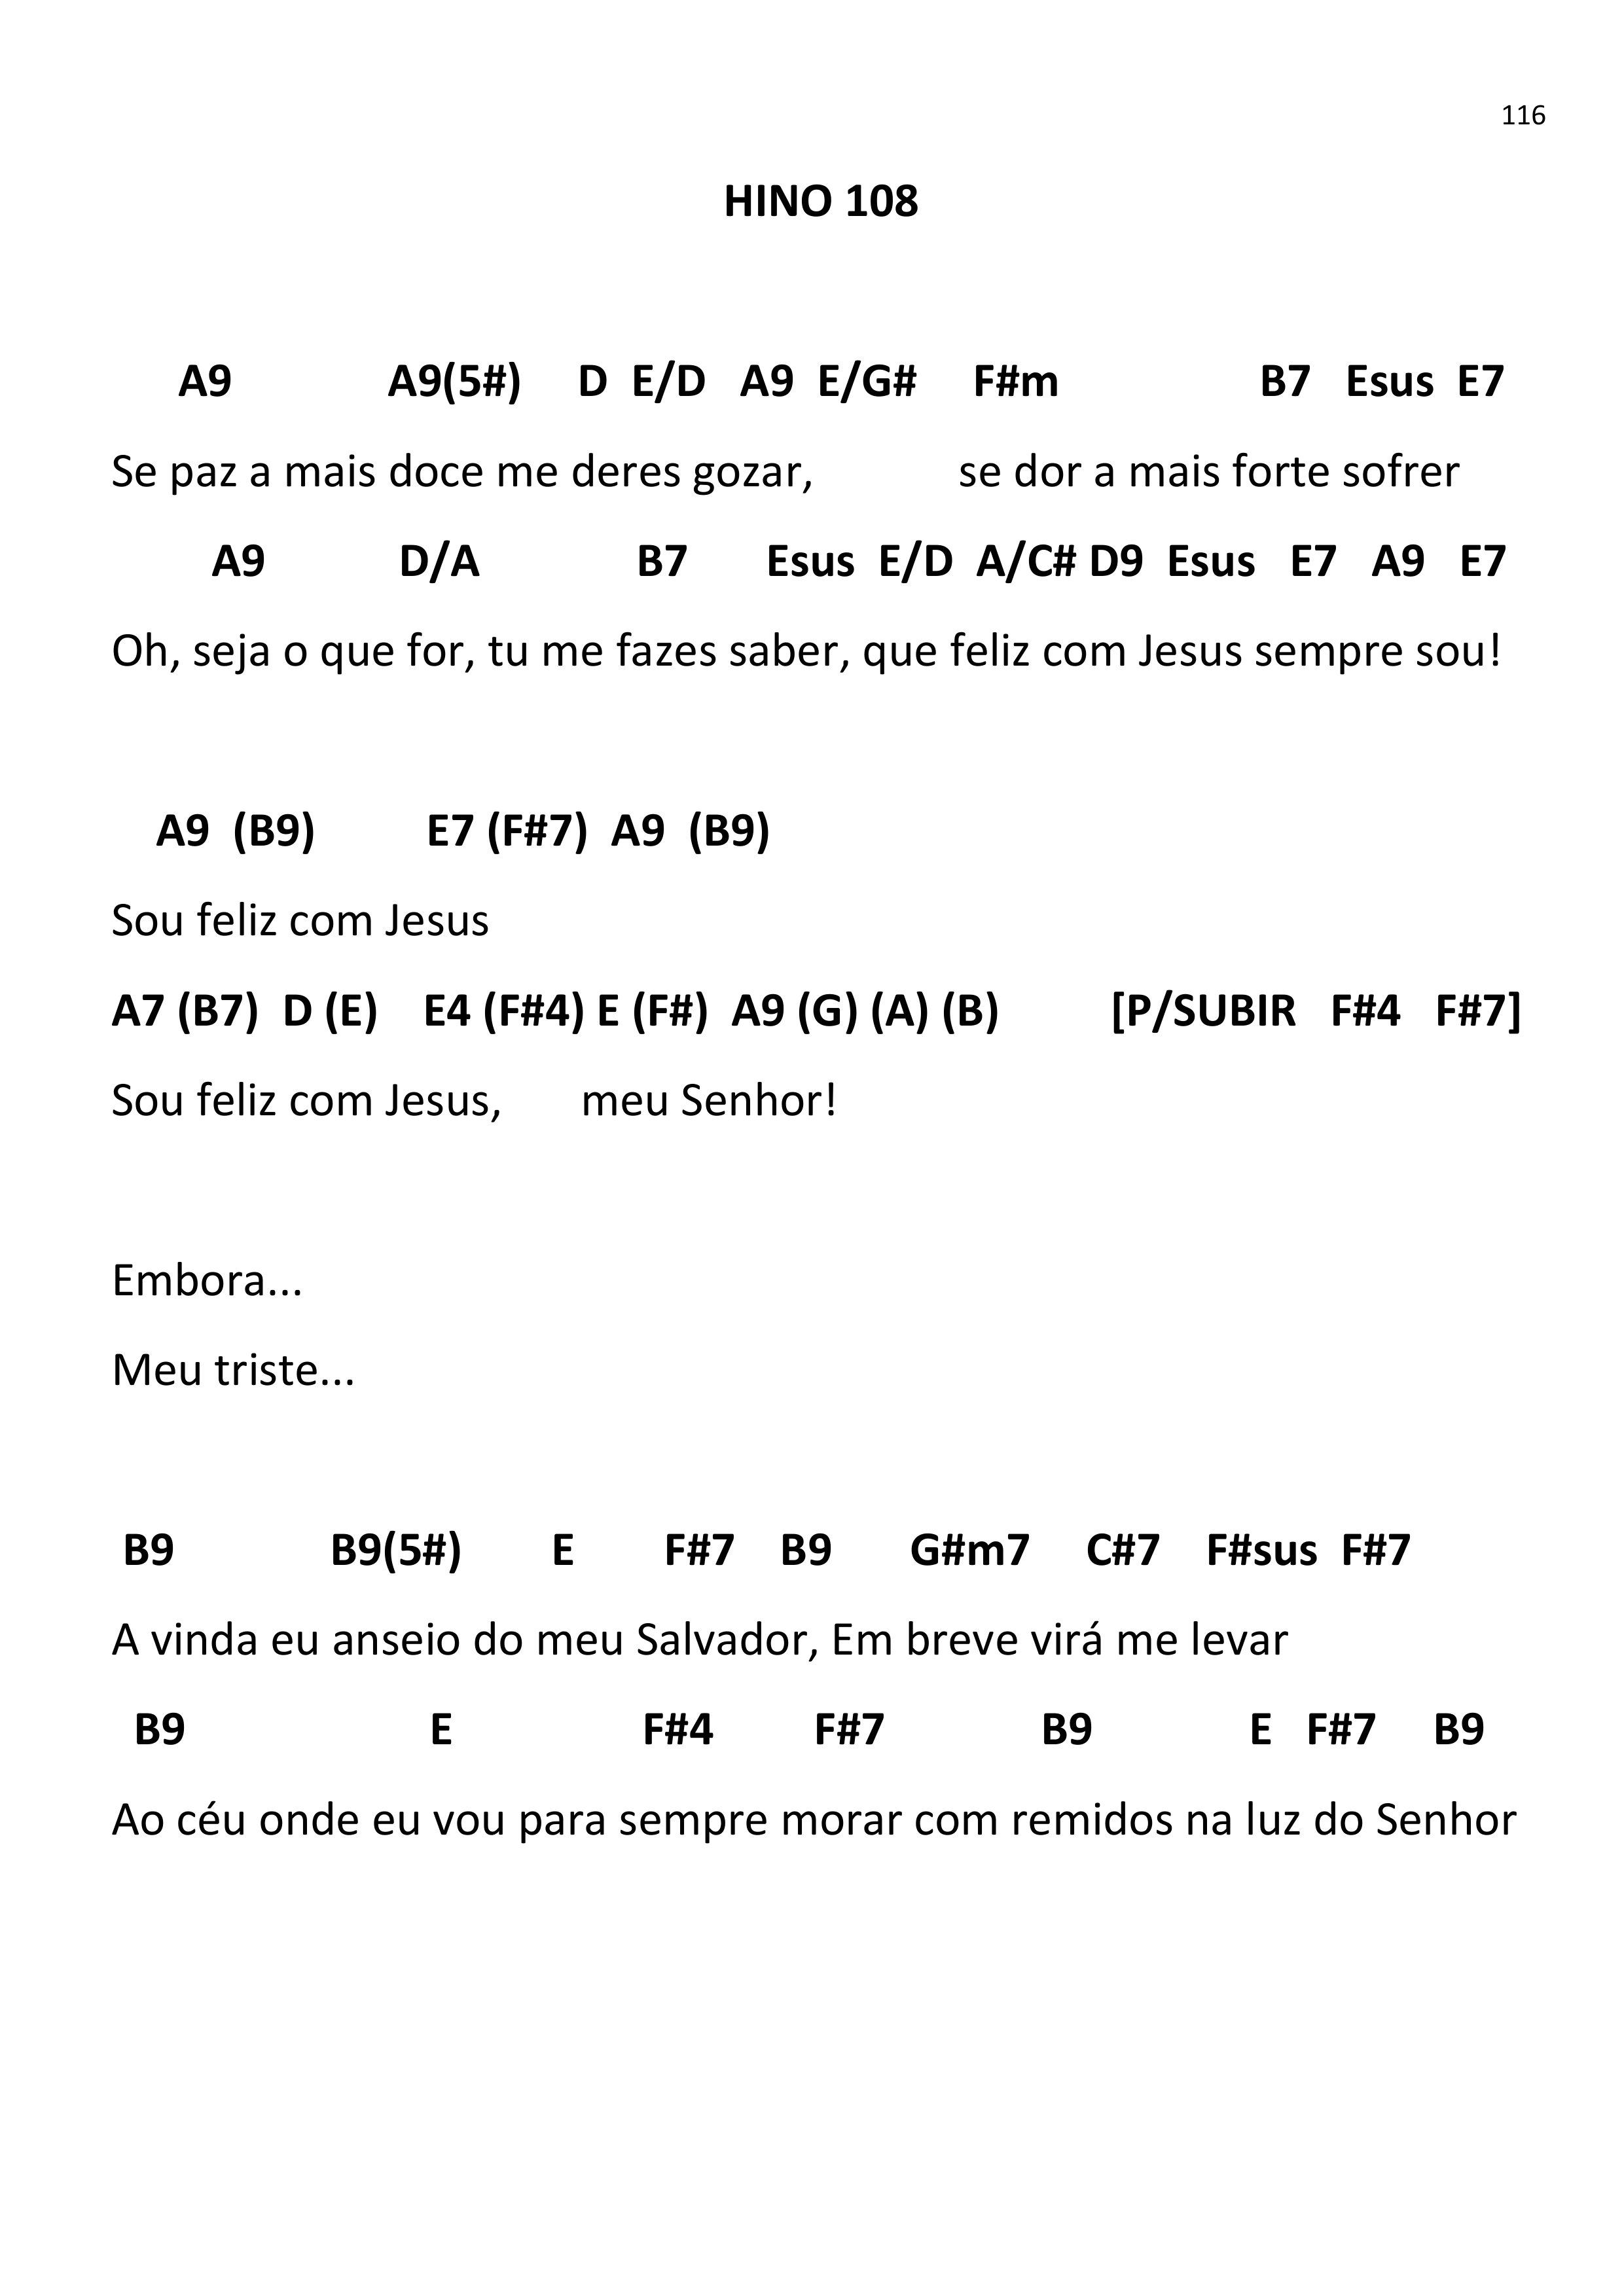 116
HINO 108
A9 A9(5#) D E/D A9 E/G# F#m B7 Esus E7
Se paz a mais doce me deres gozar, se dor a mais forte sofrer
A9 D/A B7 Esus E/D A/C# D9 Esus E7 A9 E7
Oh, seja o que for, tu me fazes saber, que feliz com Jesus sempre sou!
A9 (B9) E7 (F#7) A9 (B9)
Sou feliz com Jesus
A7 (B7) D (E) E4 (F#4) E (F#) A9 (G) (A) (B) [P/SUBIR F#4 F#7]
Sou feliz com Jesus, meu Senhor!
Embora...
Meu triste...
B9 B9(5#) E F#7 B9 G#m7 C#7 F#sus F#7
A vinda eu anseio do meu Salvador, Em breve virá me levar
B9 E F#4 F#7 B9 E F#7 B9
Ao céu onde eu vou para sempre morar com remidos na luz do Senhor